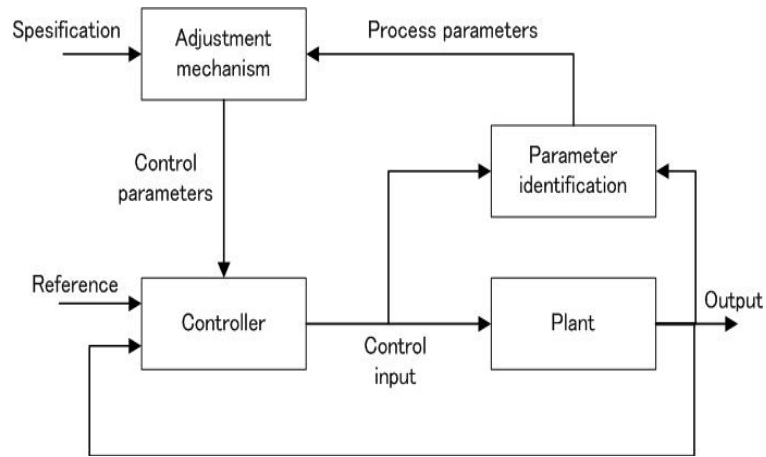 Spesification
Adjustment
mechanism
Process parameters
Control
parameters
Parameter
identification
Reference
Controller
Control
input
Plant
Output